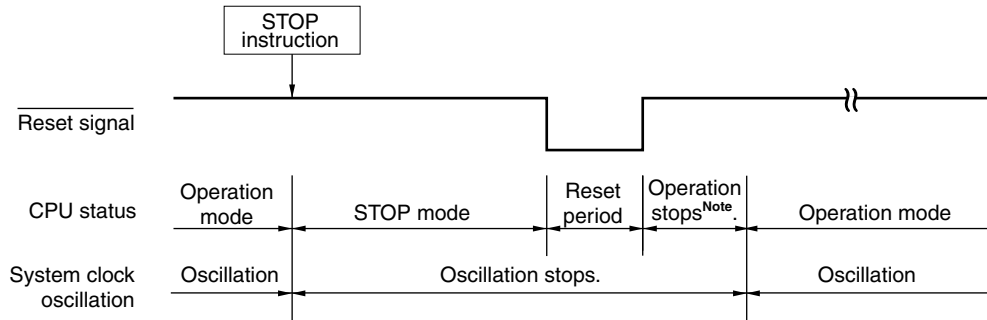 STOP
instruction
Reset signal
CPU status
Operation
mode
STOP mode
Reset
period
Operation
stopsNote.
Operation mode
System clock
oscillation
Oscillation
Oscillation stops.
Oscillation